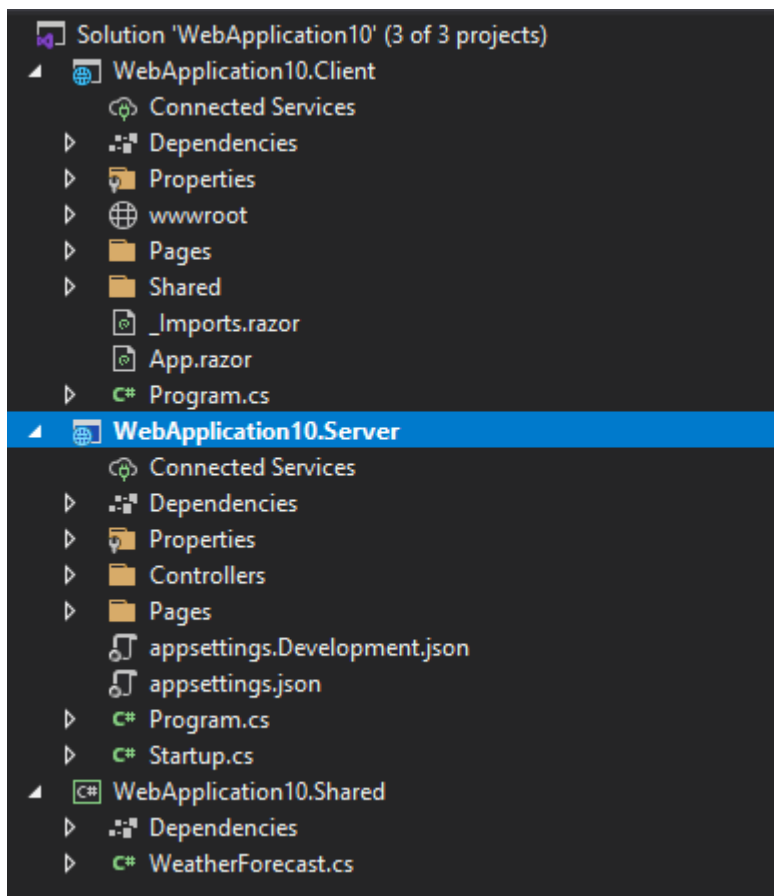 Solution 'WebApplication10' (3 of 3 projects)
WebApplication10.Client
Connected Services
Dependencies
Properties
wwwroot
Pages
Shared
_Imports.razor
App.razor
C# Program.cs
WebApplication10.Server
Connected Services
Dependencies
Properties
Controllers
Pages
appsettings.Development.json
appsettings.json
C# Program.cs
C# Startup.cs
C# WebApplication10.Shared
Dependencies
C# WeatherForecast.cs